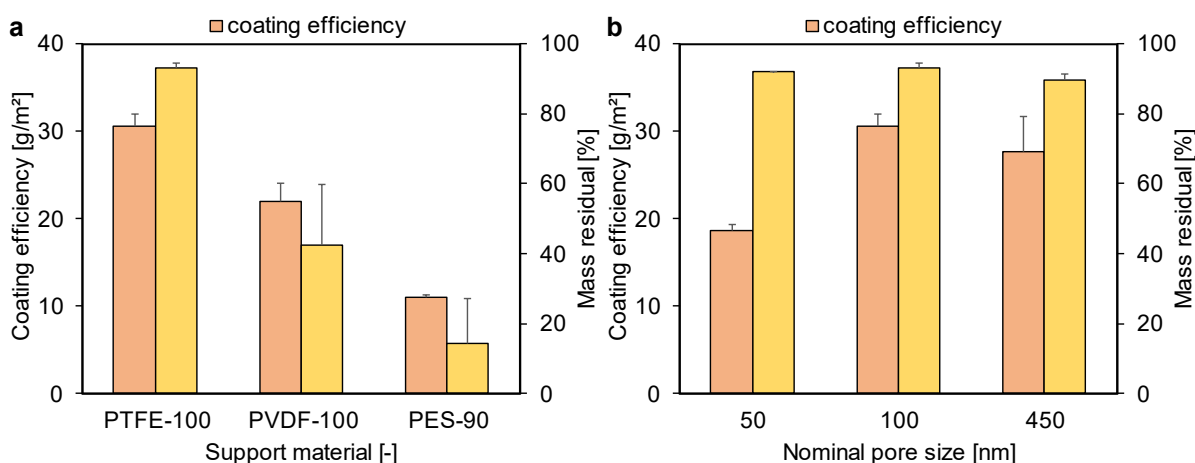 a
coating efficiency
Coating efficiency [g/m²]
40
30
20
10
0
100
80
60
40
20
0
Mass residual [%]
PTFE-100 PVDF-100 PES-90
Support material [-]
b
coating efficiency
Coating efficiency [g/m²]
40
30
20
10
0
100
80
60
40
20
0
Mass residual [%]
50 100 450
Nominal pore size [nm]